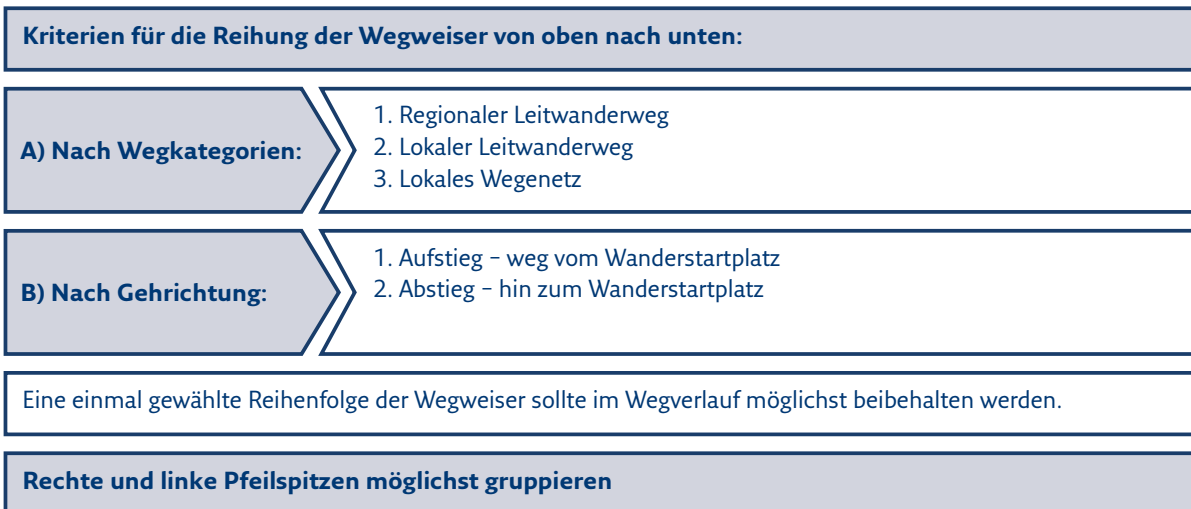 Kriterien für die Reihung der Wegweiser von oben nach unten:
A) Nach Wegkategorien:
1. Regionaler Leitwanderweg
2. Lokaler Leitwanderweg
3. Lokales Wegenetz
B) Nach Gehrichtung:
1. Aufstieg – weg vom Wanderstartplatz
2. Abstieg – hin zum Wanderstartplatz
Eine einmal gewählte Reihenfolge der Wegweiser sollte im Wegverlauf möglichst beibehalten werden.
Rechte und linke Pfeilspitzen möglichst gruppieren